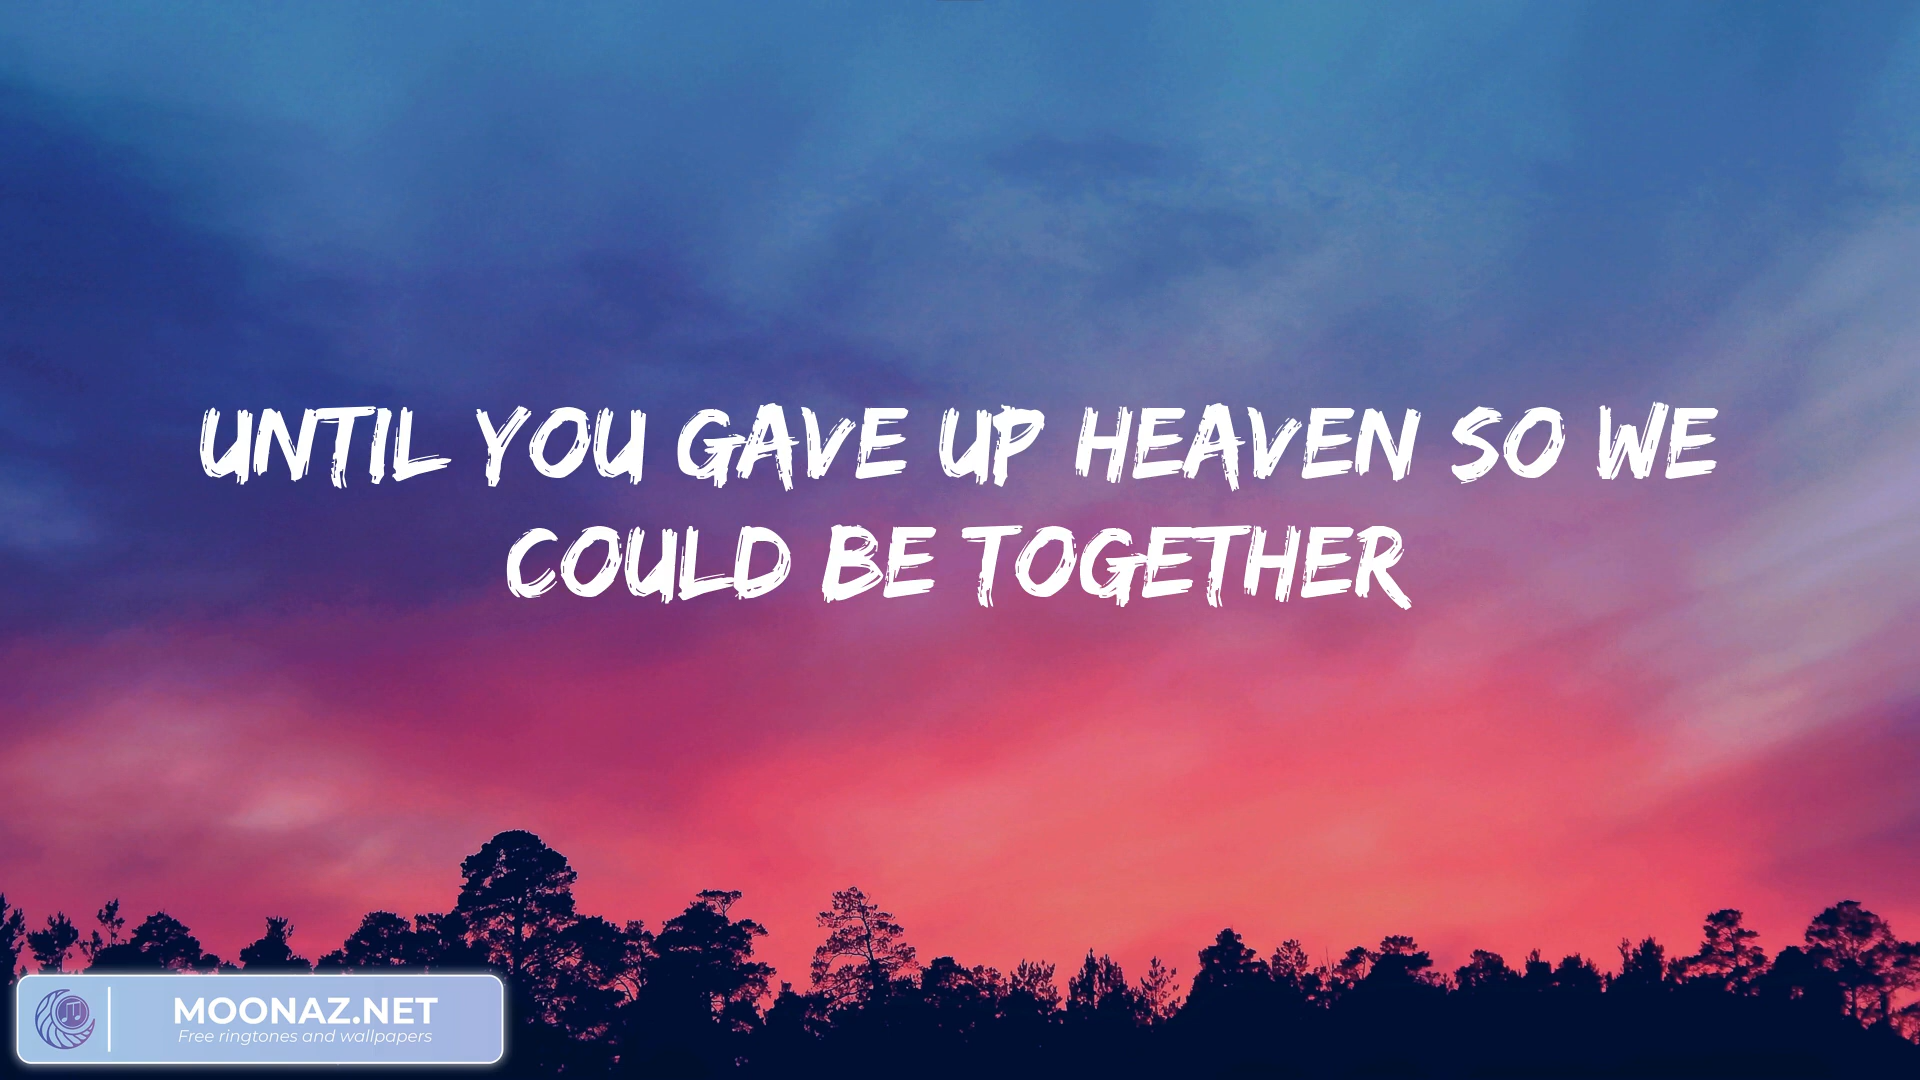 UNTIL YOU GAVE UP HEAVEN SO WE
COULD BE TOGETHER
MOONAZ.NET
Free ringtones and wallpapers